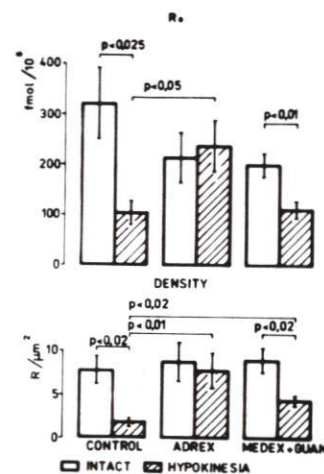 R₀
p<0,025
p<0,05
p<0,01
fmol/10⁶
400
300
200
100
0
DENSITY
p<0,02
p<0,01
p<0,02
p<0,02
R/µm²
10
5
0
CONTROL ADREX MEDEX+GUAN
INTACT HYPOKINESIA